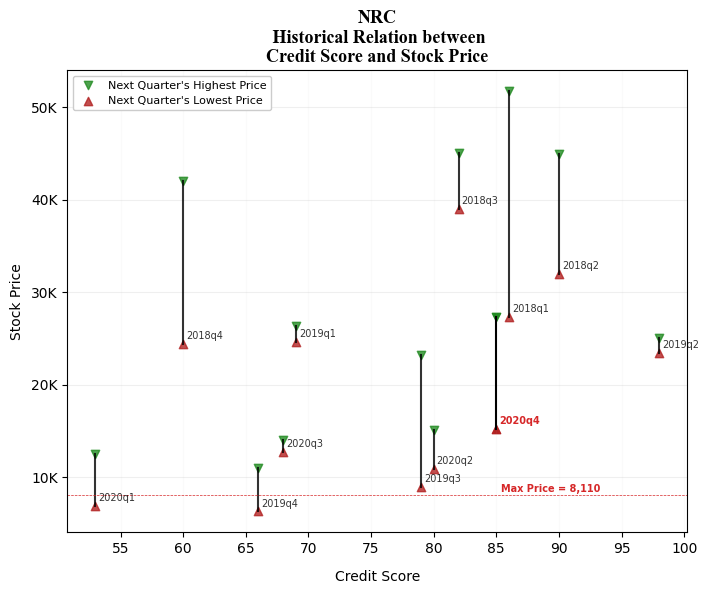 NRC
Historical Relation between
Credit Score and Stock Price
Next Quarter's Highest Price
Next Quarter's Lowest Price
50K
40K
30K
20K
10K
Stock Price
2018q3
2018q2
2018q1
2018q4
2019q1
2019q2
2020q4
2020q3
2020q2
2019q3
Max Price = 8,110
2020q1
2019q4
55
60
65
70
75
80
85
90
95
100
Credit Score